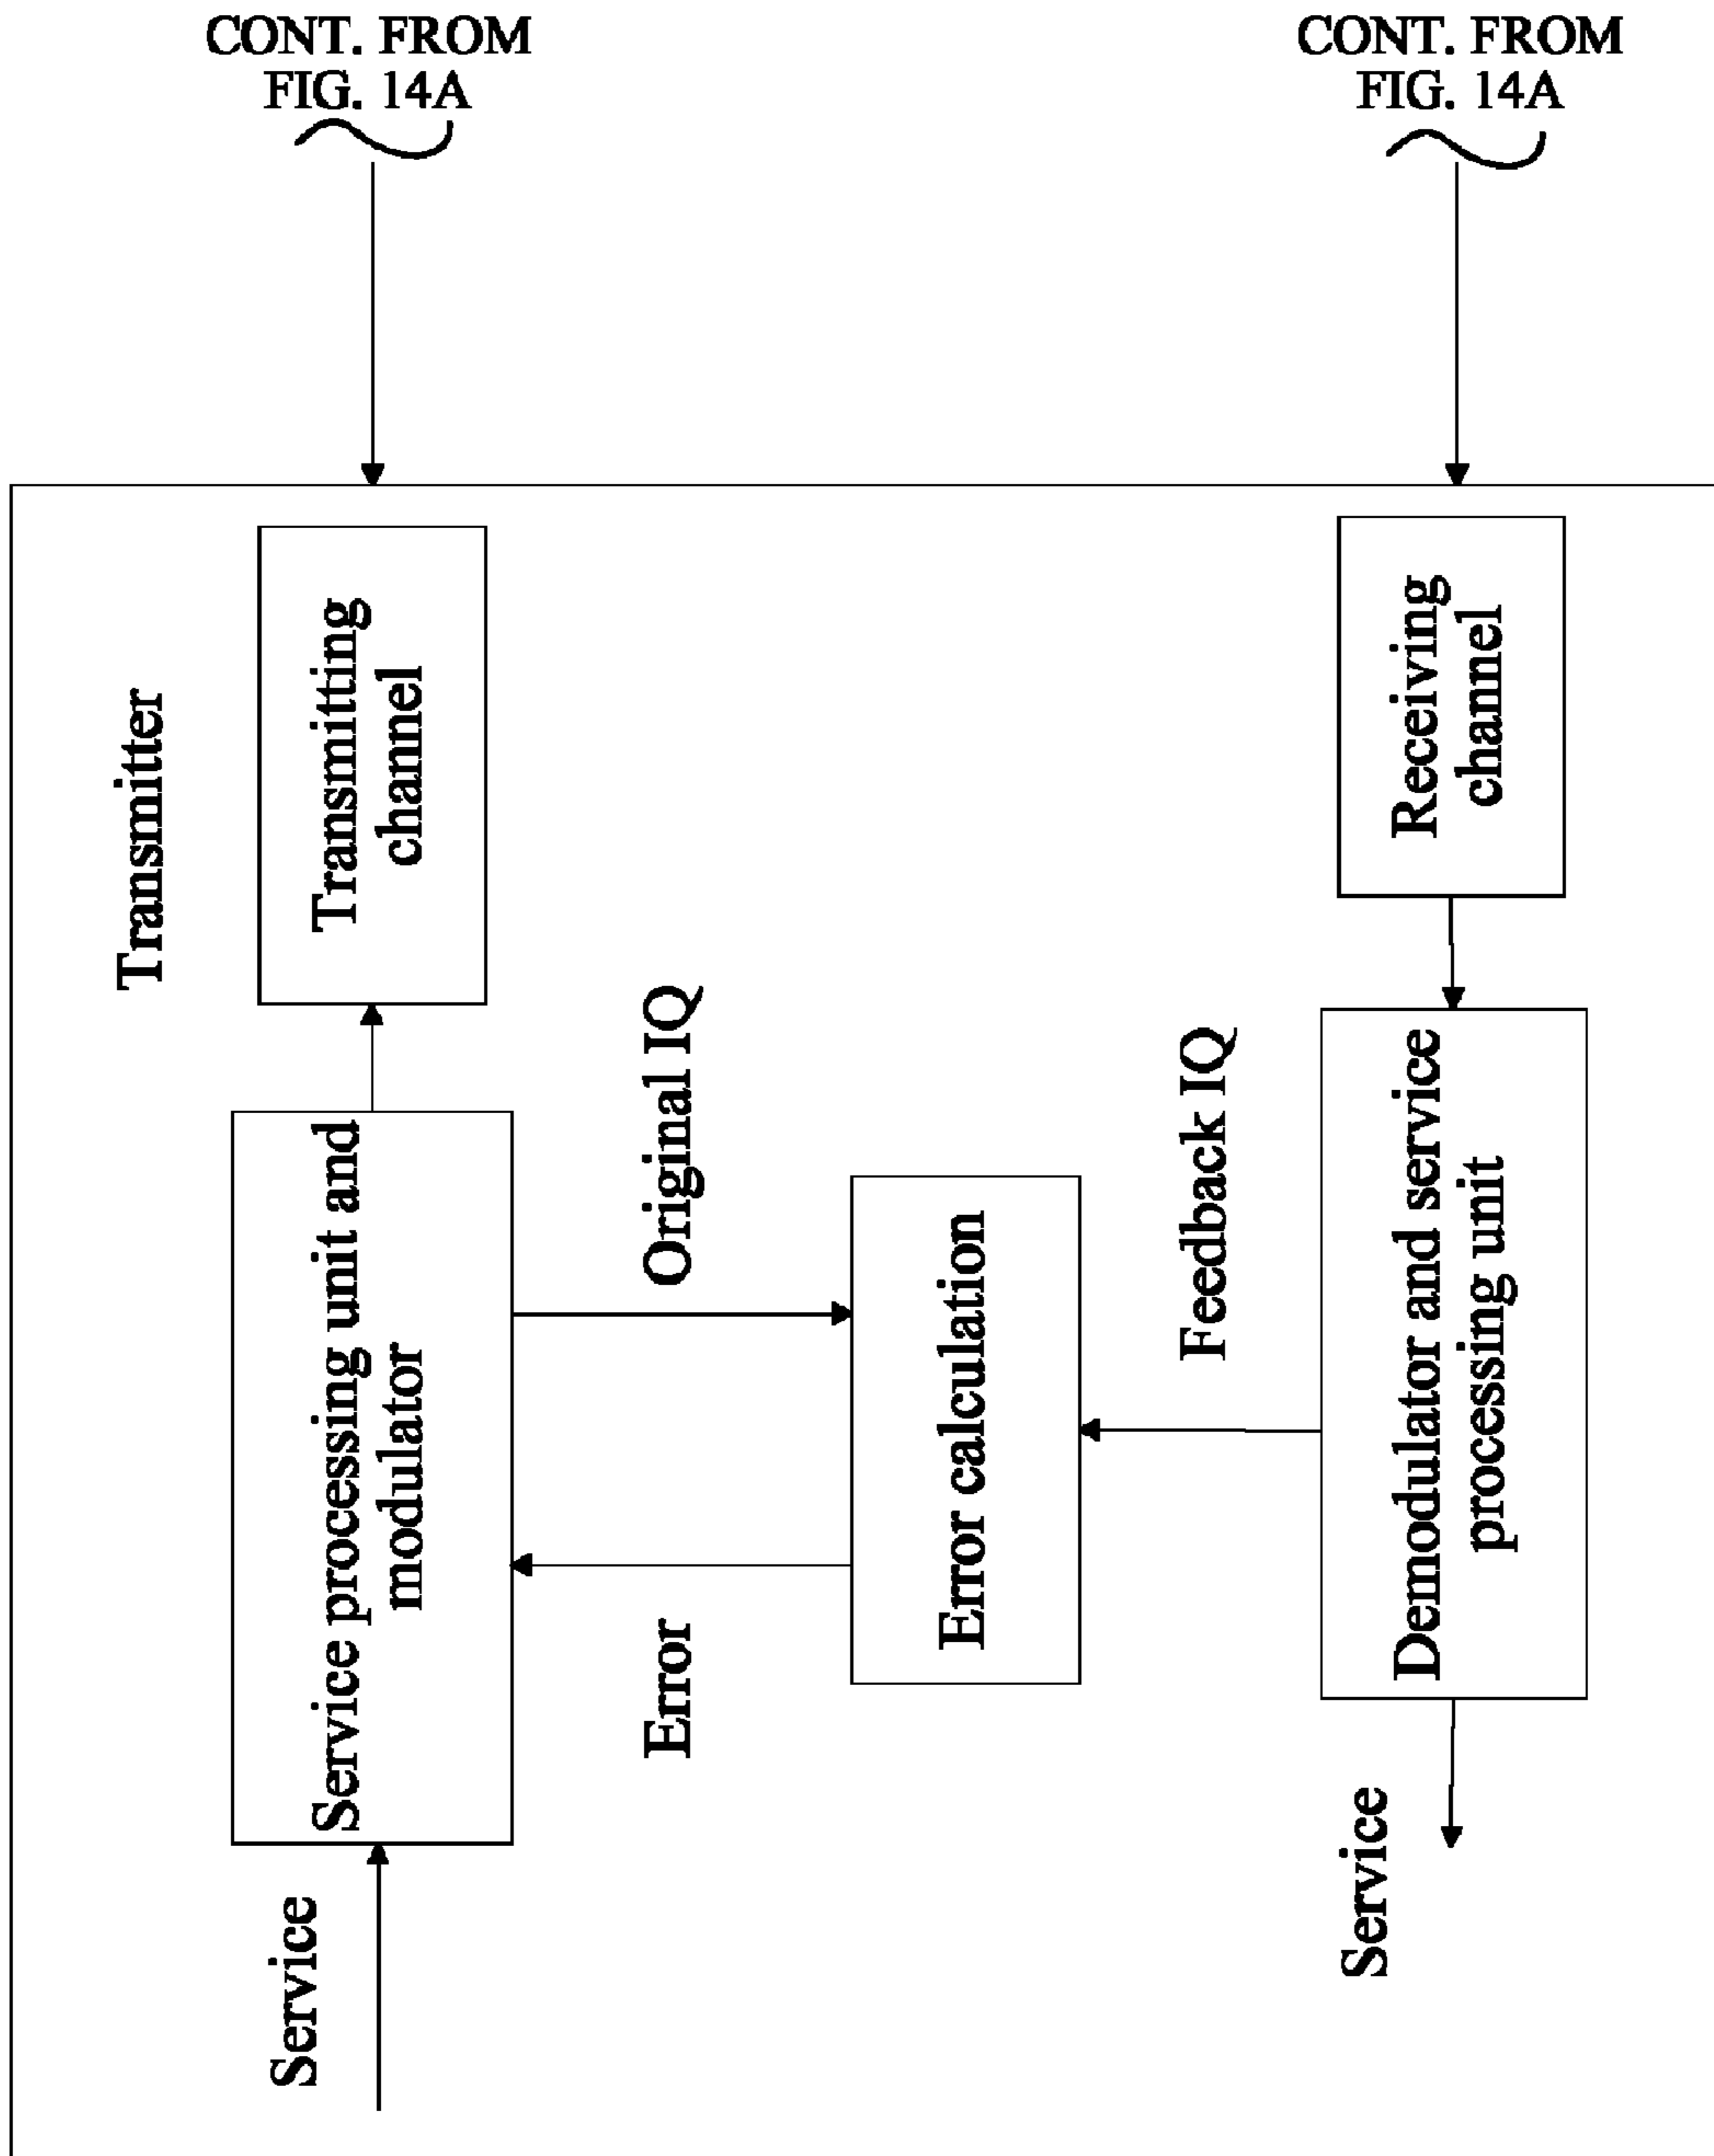 CONT. FROM
FIG. 14A
CONT. FROM
FIG. 14A
Transmitter
Service
Service processing unit and
modulator
Transmitting
channel
Error
Original IQ
Error calculation
Feedback IQ
Service
Demodulator and service
processing unit
Receiving
channel